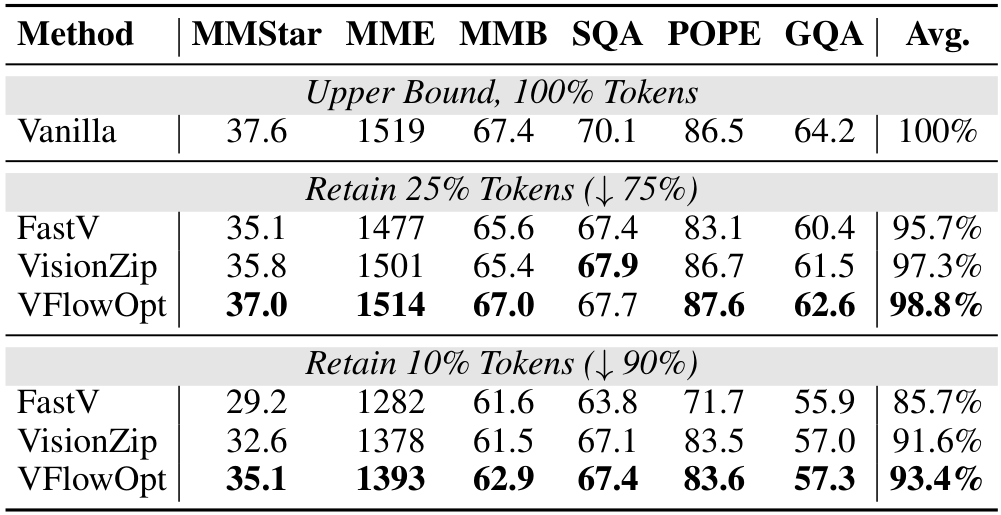 Method MMStar MME MMB SQA POPE GQA Avg.
Upper Bound, 100% Tokens
Vanilla 37.6 1519 67.4 70.1 86.5 64.2 100%
Retain 25% Tokens (↓ 75%)
FastV 35.1 1477 65.6 67.4 83.1 60.4 95.7%
VisionZip 35.8 1501 65.4 67.9 86.7 61.5 97.3%
VFlowOpt 37.0 1514 67.0 67.7 87.6 62.6 98.8%
Retain 10% Tokens (↓ 90%)
FastV 29.2 1282 61.6 63.8 71.7 55.9 85.7%
VisionZip 32.6 1378 61.5 67.1 83.5 57.0 91.6%
VFlowOpt 35.1 1393 62.9 67.4 83.6 57.3 93.4%